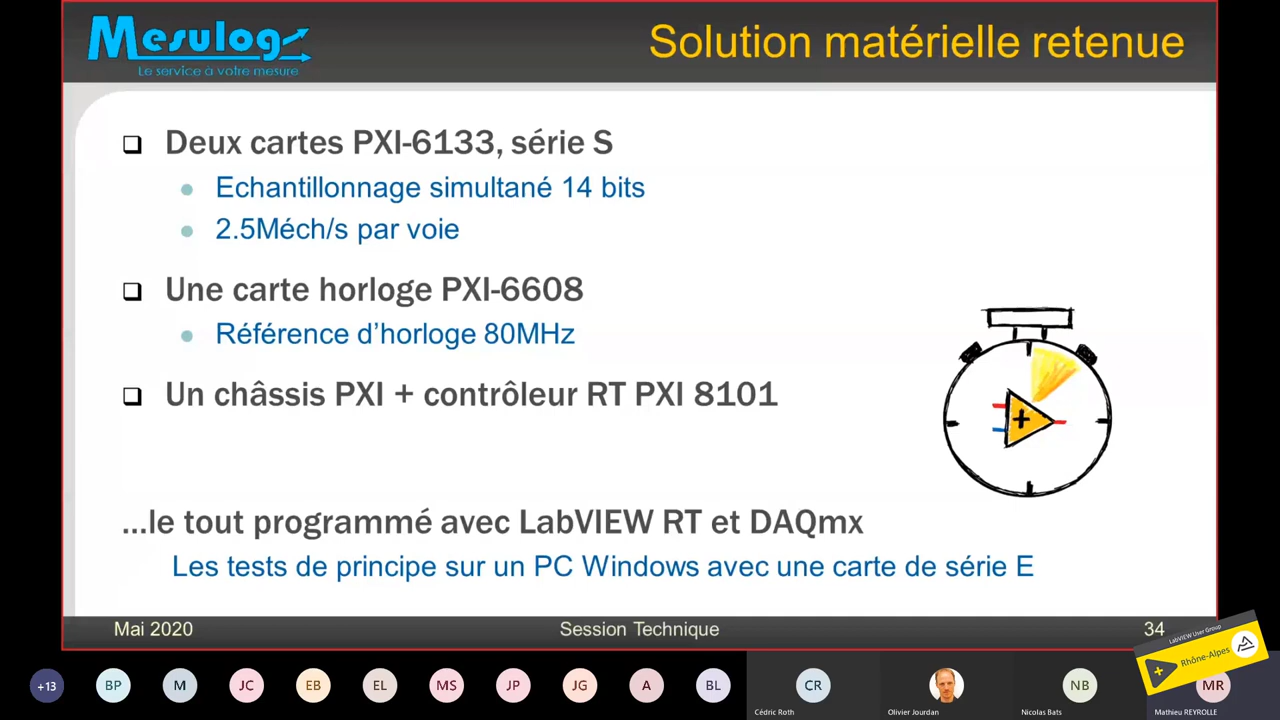 Mesulog
Le service à votre mesure
Solution matérielle retenue
Deux cartes PXI-6133, série S
Echantillonnage simultané 14 bits
2.5Méch/s par voie
Une carte horloge PXI-6608
Référence d’horloge 80MHz
Un châssis PXI + contrôleur RT PXI 8101
...le tout programmé avec LabVIEW RT et DAQmx
Les tests de principe sur un PC Windows avec une carte de série E
Mai 2020
Session Technique
34
LabVIEW User Group
Rhône-Alpes
+13
BP
M
JC
EB
EL
MS
JP
JG
A
BL
CR
NB
MR
Cédric Roth
Olivier Jourdan
Nicolas Bats
Mathieu REYROLLE